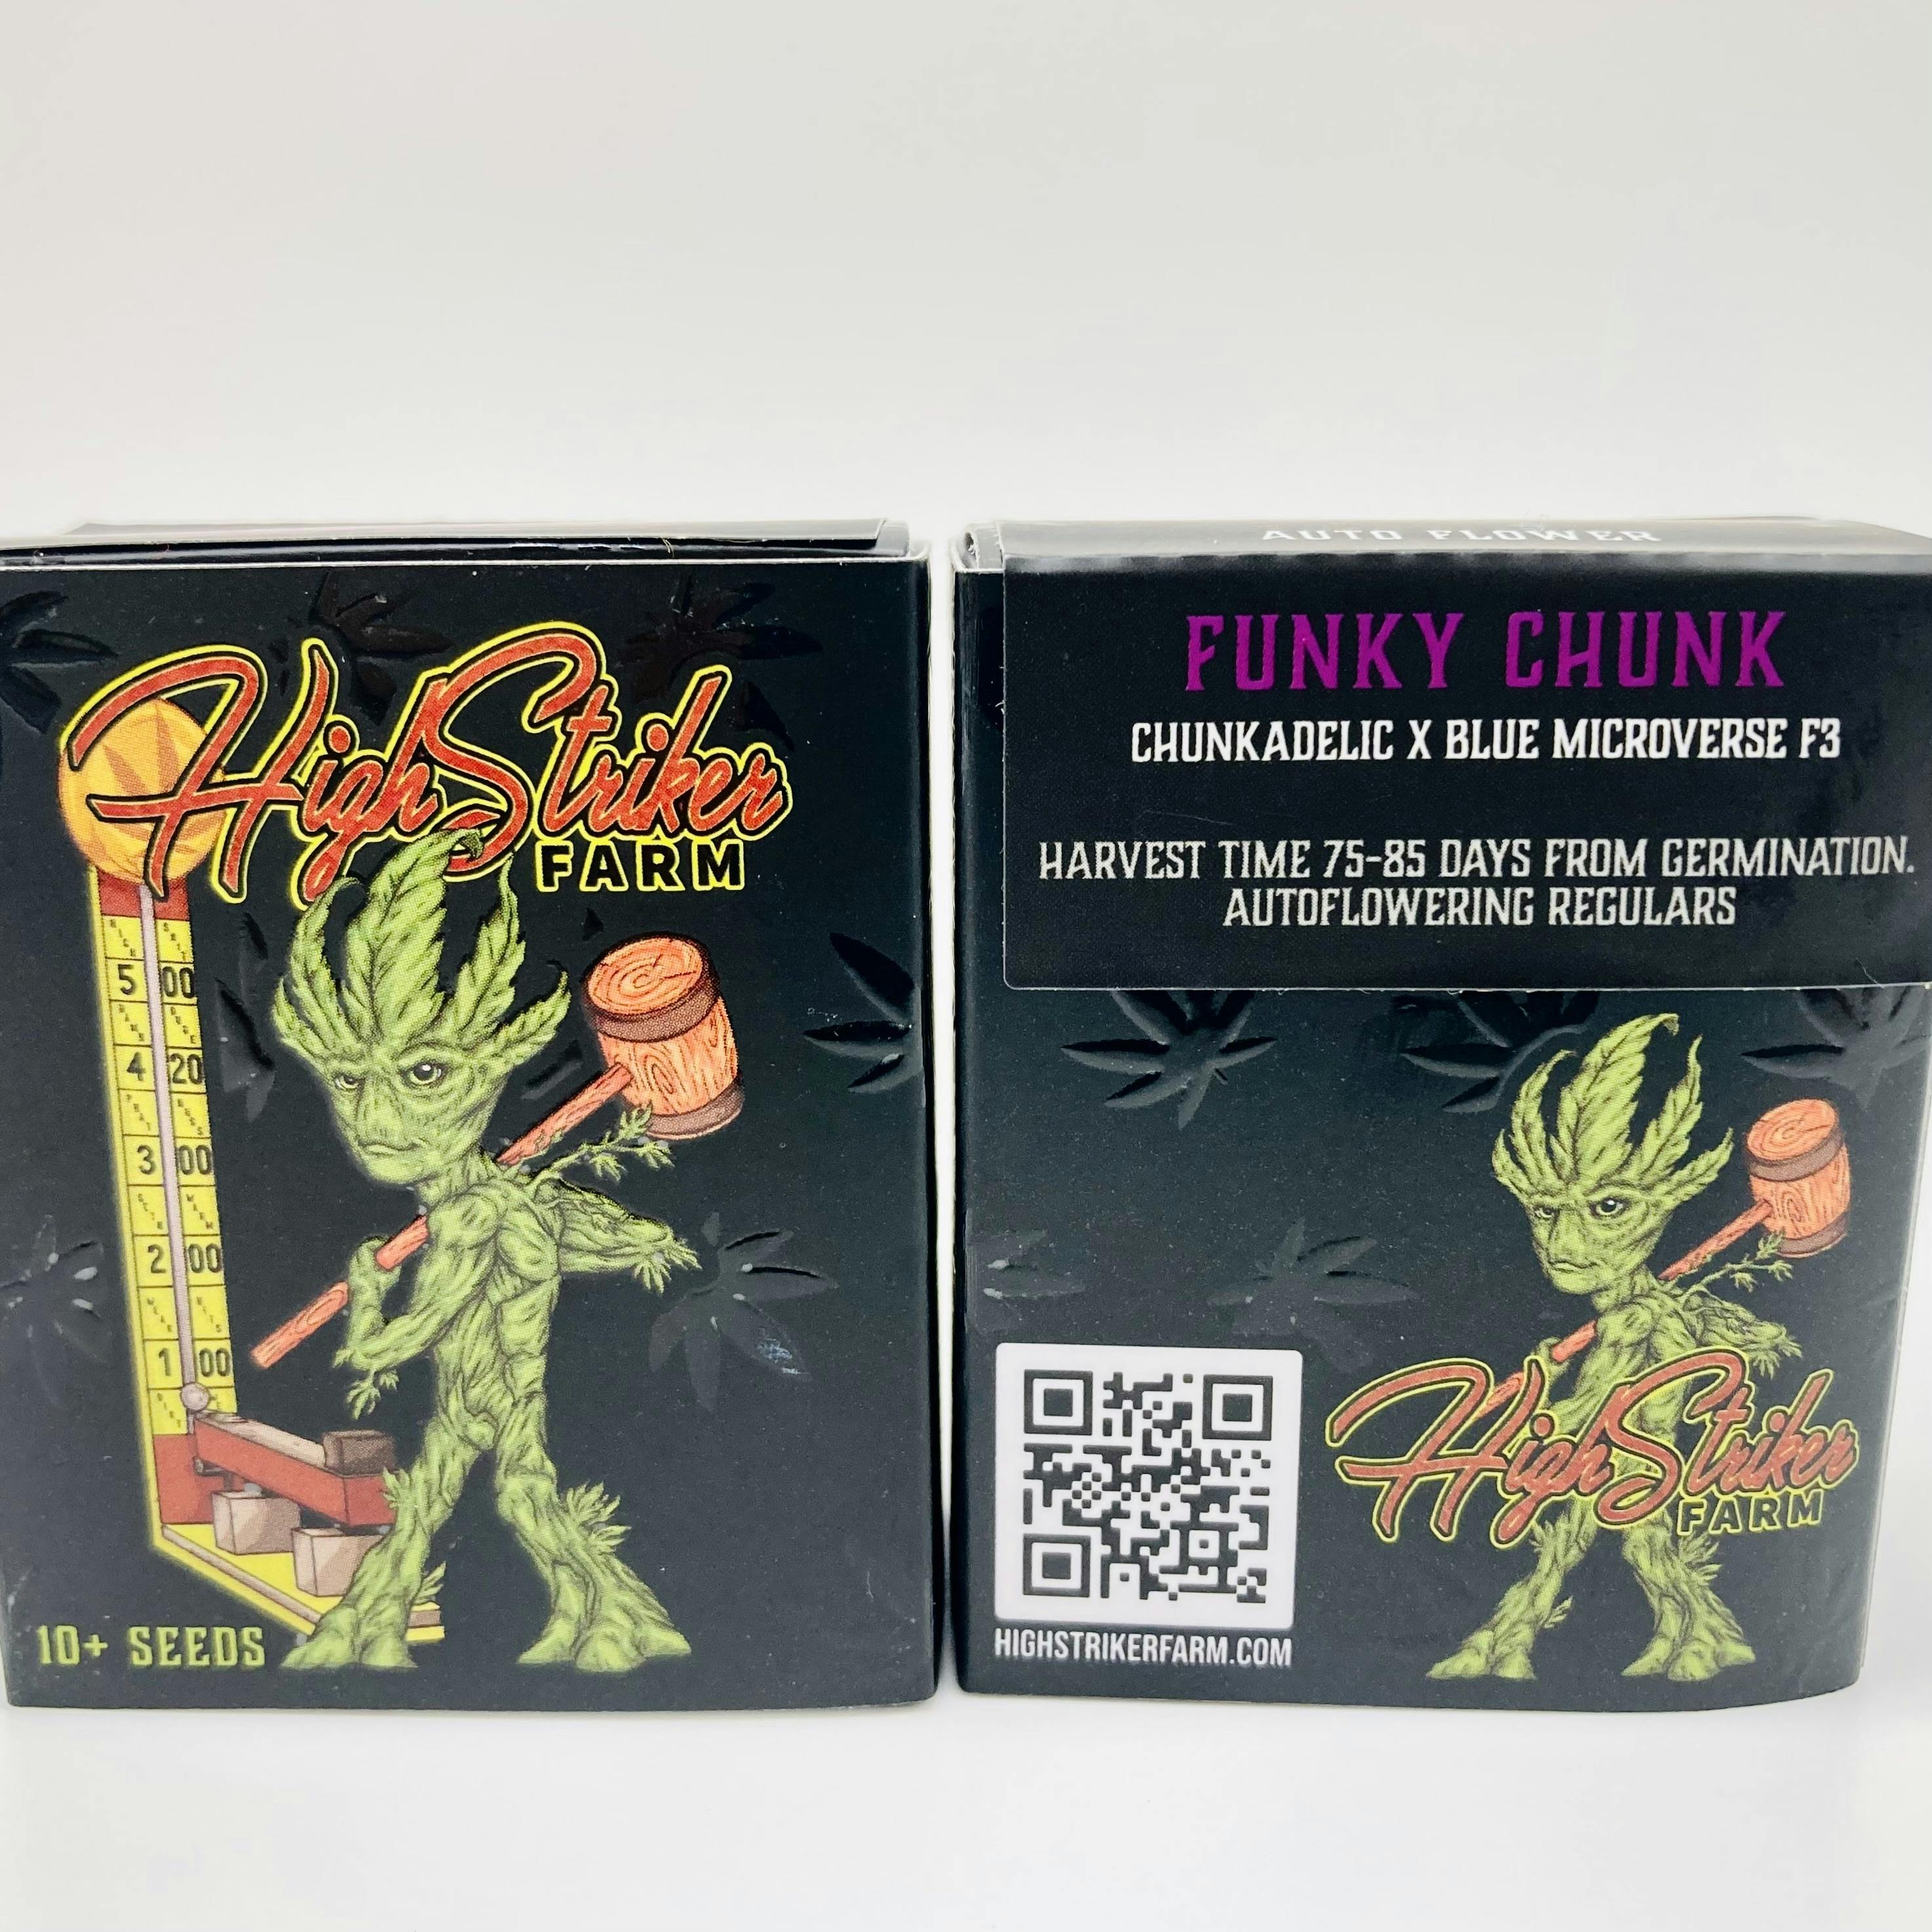 High Striker
FARM
5 00
4 20
3 00
2 00
1 00
10+ SEEDS
AUTO FLOWER
FUNKY CHUNK
CHUNKADELIC X BLUE MICROVERSE F3
HARVEST TIME 75-85 DAYS FROM GERMINATION.
AUTOFLOWERING REGULARS
High Striker
FARM
HIGHSTRIKERFARM.COM